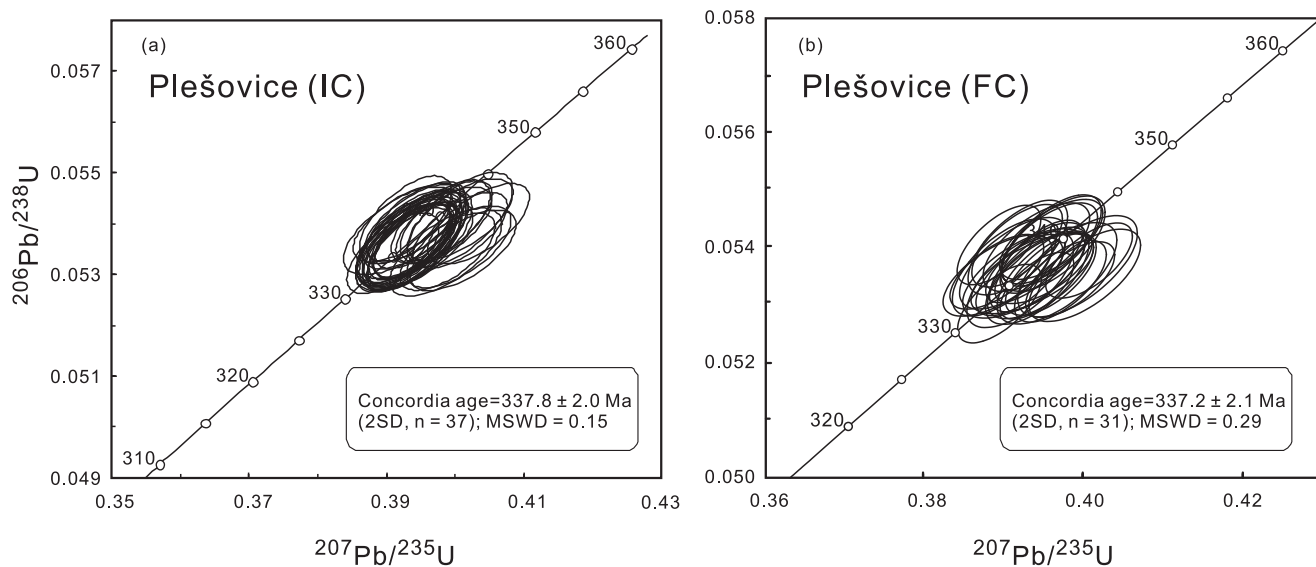 (a)
Plešovice (IC)
206Pb/238U
0.057
0.055
0.053
0.051
0.049
360
350
330
320
310
Concordia age=337.8 ± 2.0 Ma
(2SD, n = 37); MSWD = 0.15
0.35
0.37
0.39
0.41
0.43
207Pb/235U
(b)
Plešovice (FC)
0.058
0.056
0.054
0.052
0.050
360
350
330
320
Concordia age=337.2 ± 2.1 Ma
(2SD, n = 31); MSWD = 0.29
0.36
0.38
0.40
0.42
207Pb/235U